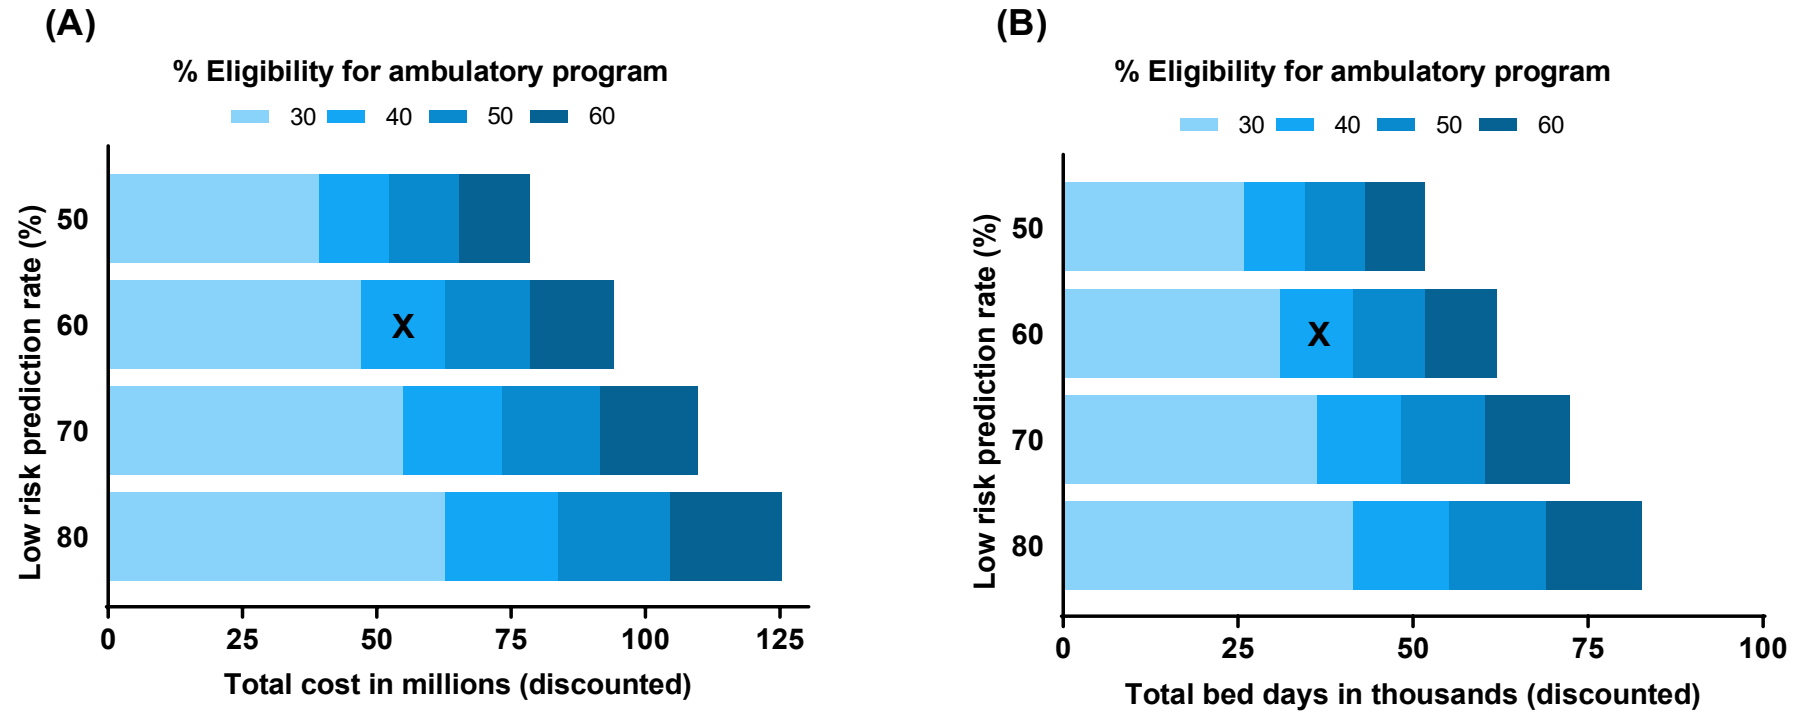 (A)
% Eligibility for ambulatory program
30 40 50 60
Low risk prediction rate (%)
50
60
X
70
80
0 25 50 75 100 125
Total cost in millions (discounted)
(B)
% Eligibility for ambulatory program
30 40 50 60
Low risk prediction rate (%)
50
60
X
70
80
0 25 50 75 100
Total bed days in thousands (discounted)